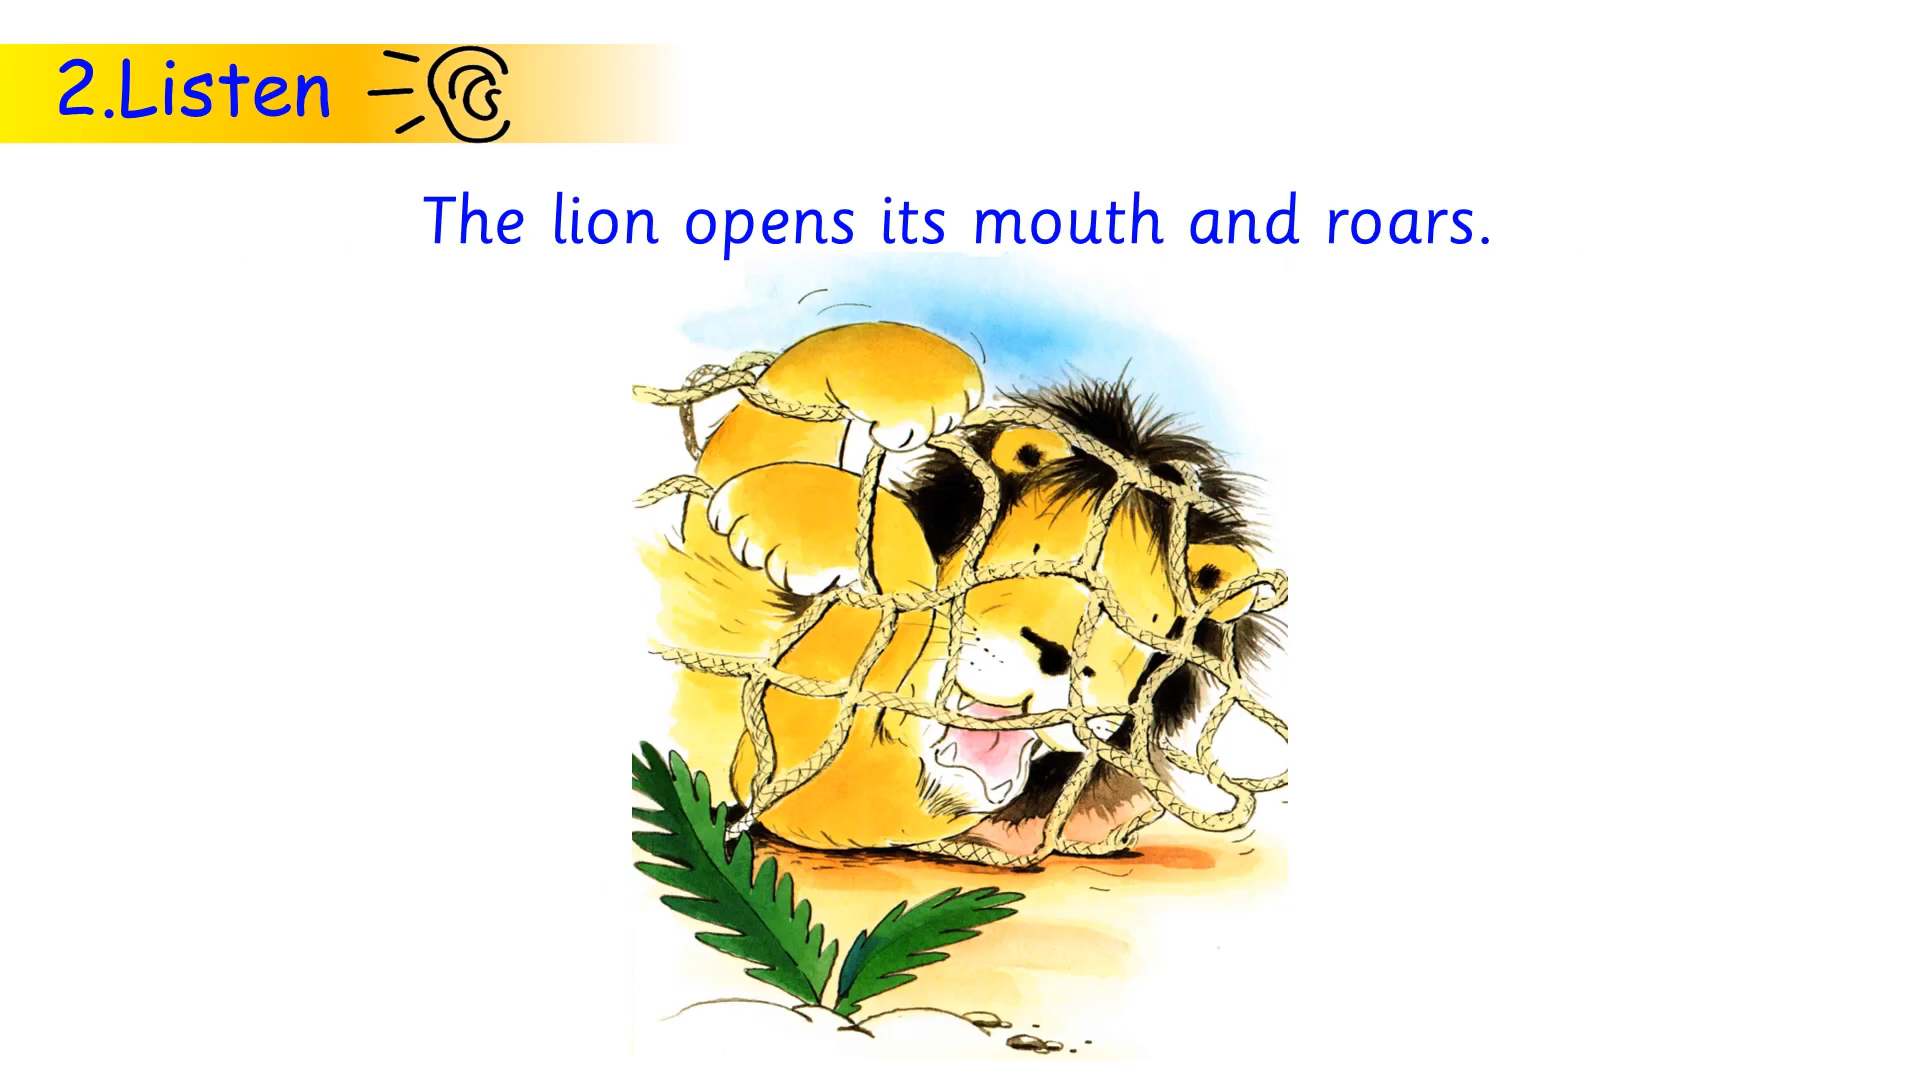 2.Listen
The lion opens its mouth and roars.